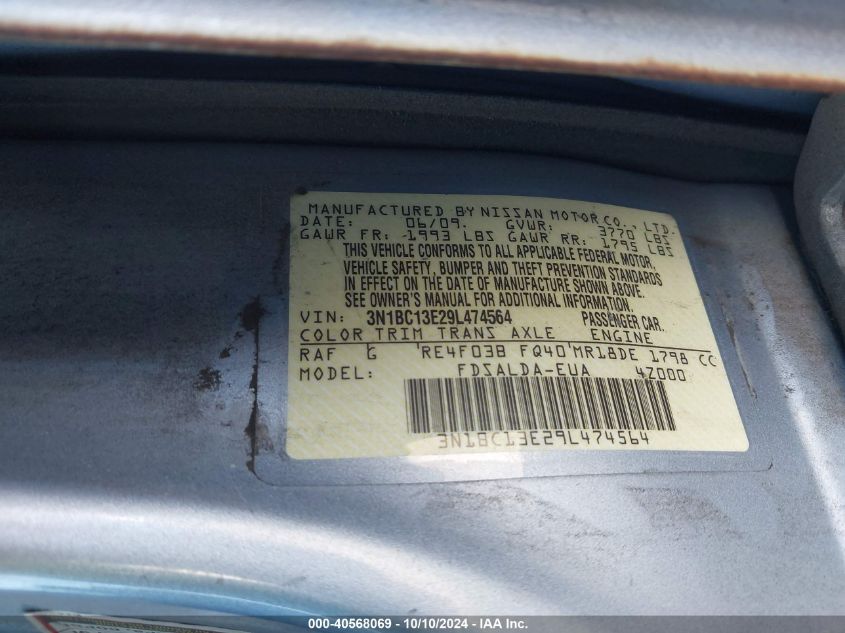 MANUFACTURED BY NISSAN MOTOR CO., LTD.
DATE: 06/09. GVWR: 3770 LBS
GAWR FR: 1993 LBS GAWR RR: 1795 LBS
THIS VEHICLE CONFORMS TO ALL APPLICABLE FEDERAL MOTOR,
VEHICLE SAFETY, BUMPER AND THEFT PREVENTION STANDARDS
IN EFFECT ON THE DATE OF MANUFACTURE SHOWN ABOVE.
SEE OWNER'S MANUAL FOR ADDITIONAL INFORMATION.
VIN: 3N1BC13E29L474564 PASSENGER CAR.
COLOR TRIM TRANS AXLE ENGINE
RAF G RE4F03B FQ40 MR18DE 1798 CC
MODEL: FDSALDA-EUA 4Z000
3N1BC13E29L474564
000-40568069 - 10/10/2024 - IAA Inc.